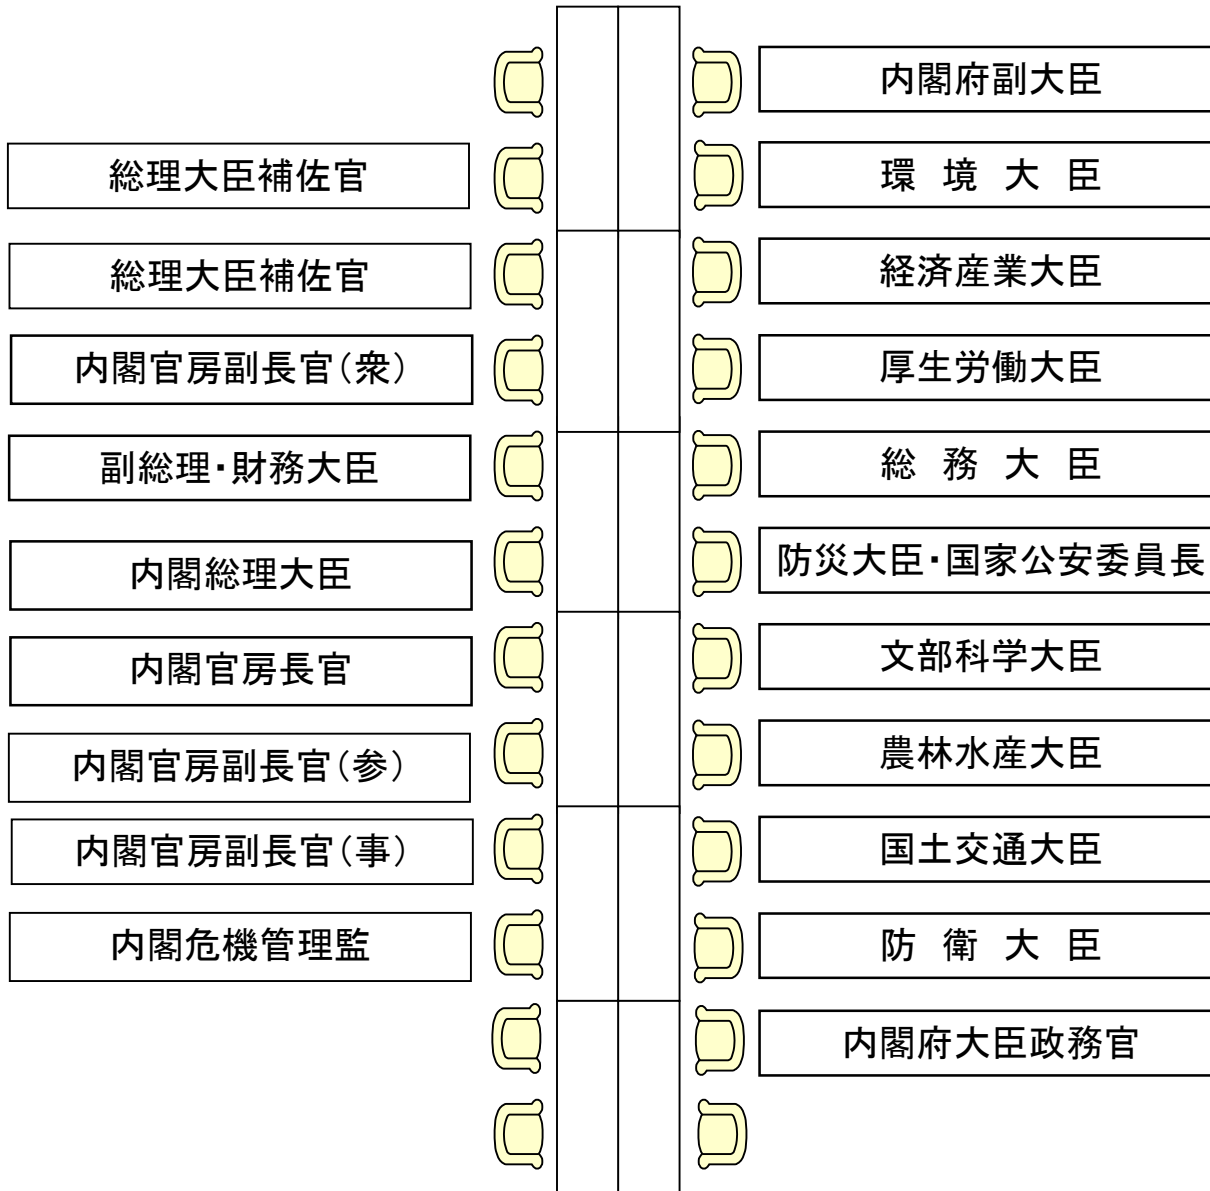 総理大臣補佐官
総理大臣補佐官
内閣官房副長官(衆)
副総理・財務大臣
内閣総理大臣
内閣官房長官
内閣官房副長官(参)
内閣官房副長官(事)
内閣危機管理監
内閣府副大臣
環 境 大 臣
経済産業大臣
厚生労働大臣
総 務 大 臣
防災大臣・国家公安委員長
文部科学大臣
農林水産大臣
国土交通大臣
防 衛 大 臣
内閣府大臣政務官